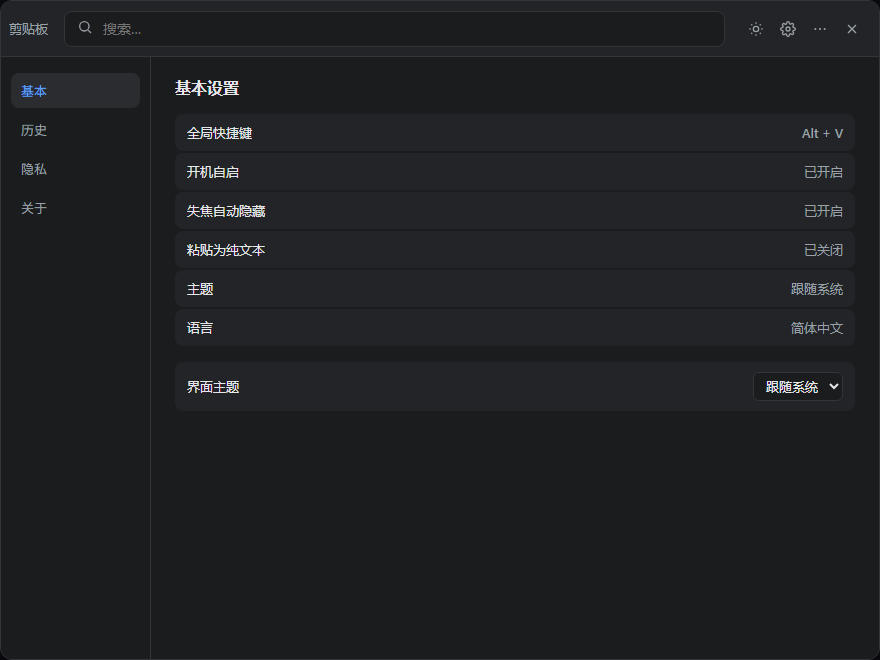 剪贴板
搜索...
基本
历史
隐私
关于
基本设置
全局快捷键 Alt + V
开机自启 已开启
失焦自动隐藏 已开启
粘贴为纯文本 已关闭
主题 跟随系统
语言 简体中文
界面主题 跟随系统